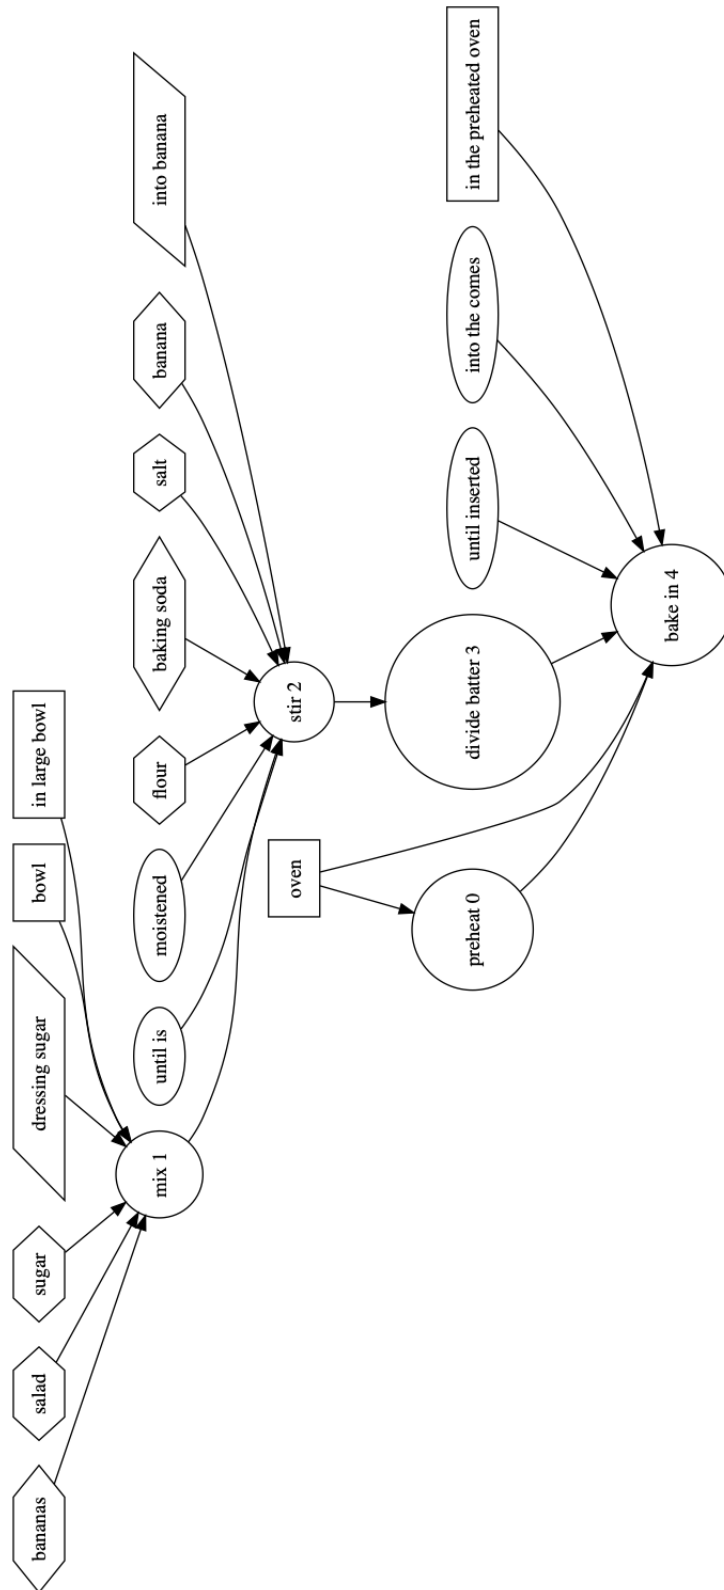 bananas
salad
sugar
dressing sugar
bowl
in large bowl
mix 1
until is
moistened
flour
baking soda
salt
banana
into banana
oven
stir 2
preheat 0
divide batter 3
until inserted
into the comes
in the preheated oven
bake in 4